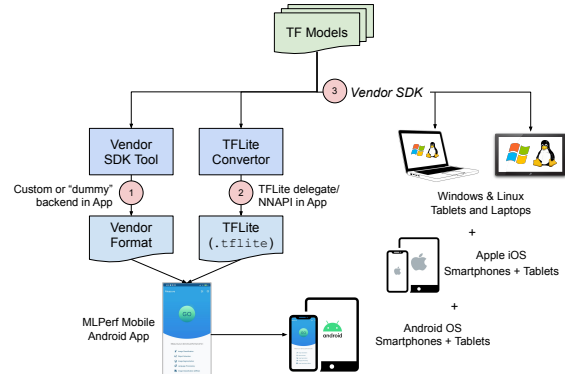 TF Models
3
Vendor SDK
Vendor
SDK Tool
TFLite
Convertor
Custom or “dummy”
backend in App
1
2
TFLite delegate/
NNAPI in App
Vendor
Format
TFLite
(.tflite)
Windows & Linux
Tablets and Laptops
+
Apple iOS
Smartphones + Tablets
+
Android OS
Smartphones + Tablets
MLPerf Mobile
Android App
GO
GO
android